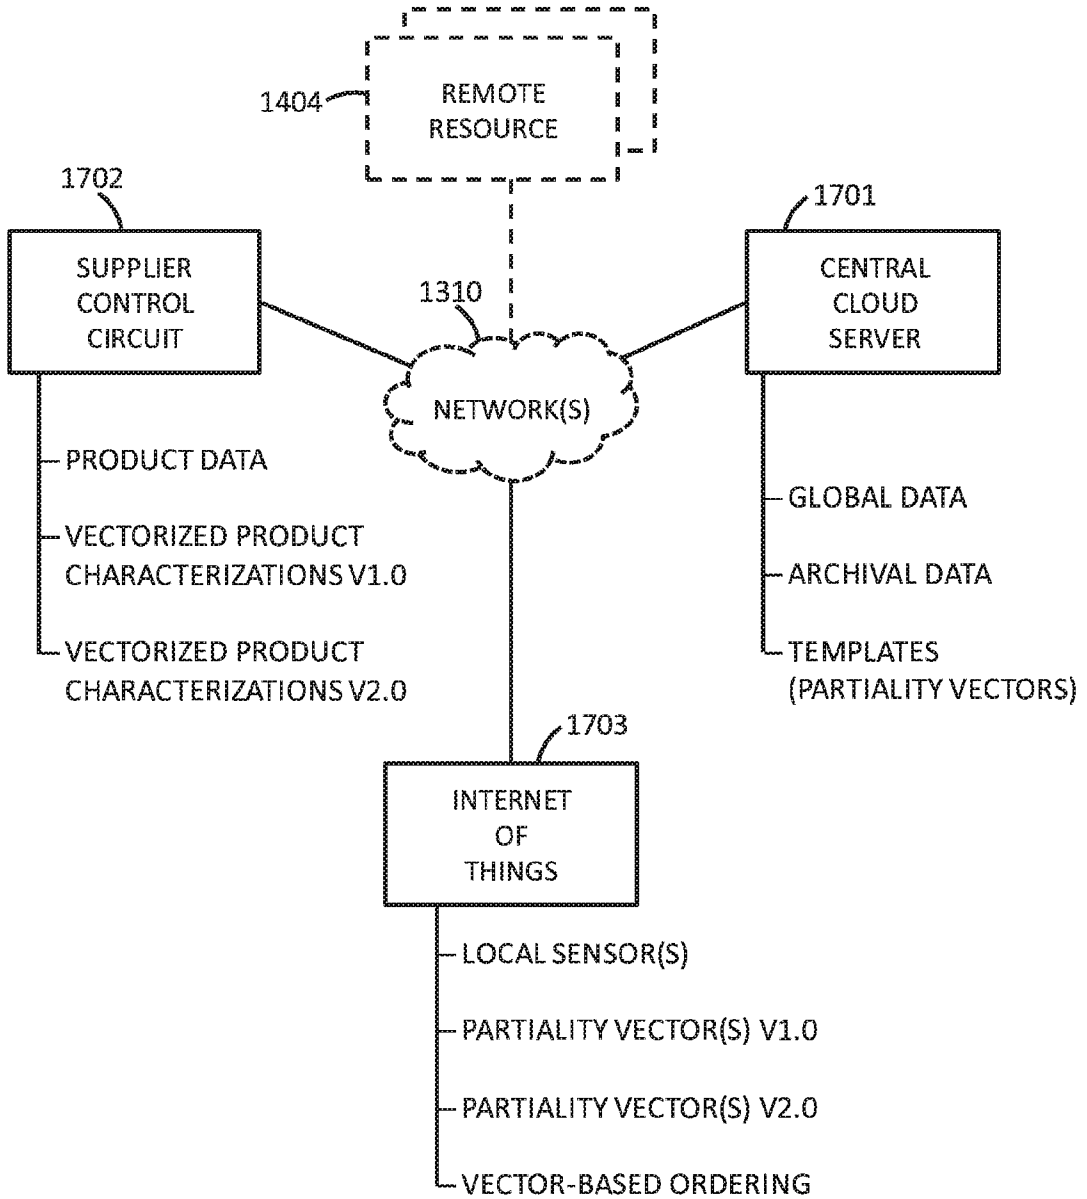 1404
REMOTE
RESOURCE
1702
SUPPLIER
CONTROL
CIRCUIT
1701
CENTRAL
CLOUD
SERVER
1310
NETWORK(S)
PRODUCT DATA
VECTORIZED PRODUCT
CHARACTERIZATIONS V1.0
VECTORIZED PRODUCT
CHARACTERIZATIONS V2.0
GLOBAL DATA
ARCHIVAL DATA
TEMPLATES
(PARTIALITY VECTORS)
1703
INTERNET
OF
THINGS
LOCAL SENSOR(S)
PARTIALITY VECTOR(S) V1.0
PARTIALITY VECTOR(S) V2.0
VECTOR-BASED ORDERING